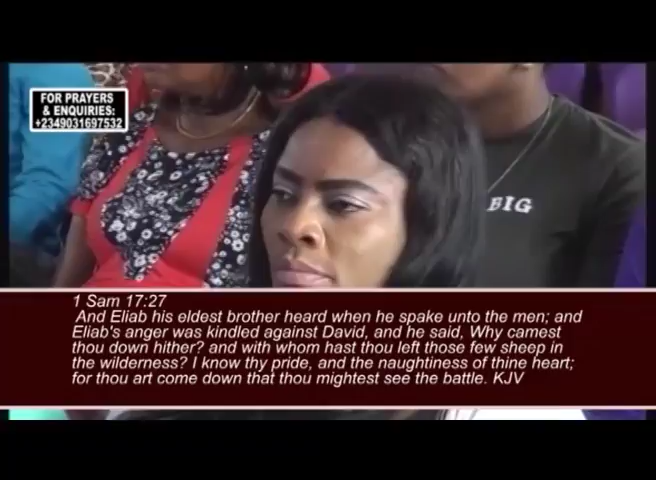 FOR PRAYERS
& ENQUIRIES:
+2349031697532
BIG
1 Sam 17:27
And Eliab his eldest brother heard when he spake unto the men; and
Eliab's anger was kindled against David, and he said, Why camest
thou down hither? and with whom hast thou left those few sheep in
the wilderness? I know thy pride, and the naughtiness of thine heart;
for thou art come down that thou mightest see the battle. KJV